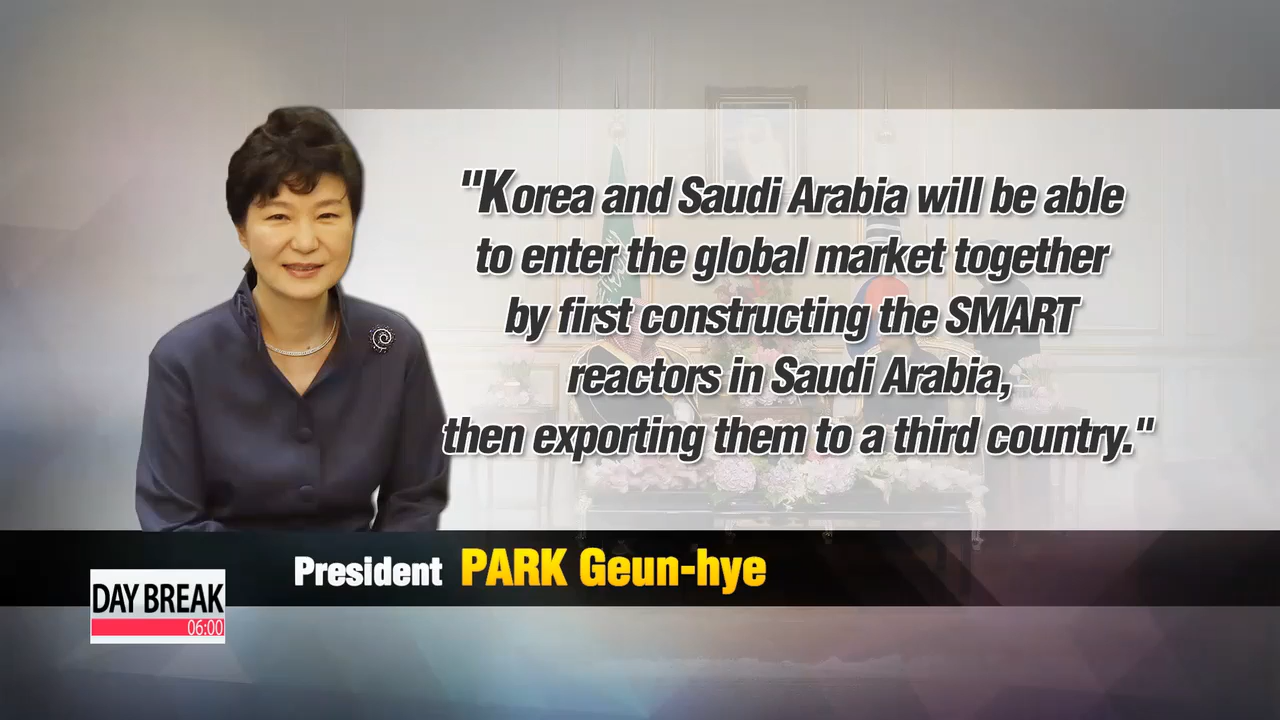 "Korea and Saudi Arabia will be able
to enter the global market together
by first constructing the SMART
reactors in Saudi Arabia,
then exporting them to a third country."
President PARK Geun-hye
DAY BREAK
06:00